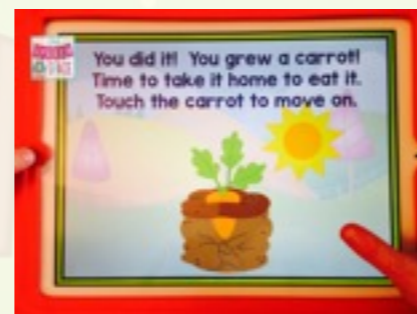 You did it! You grew a carrot!
Time to take it home to eat it.
Touch the carrot to move on.